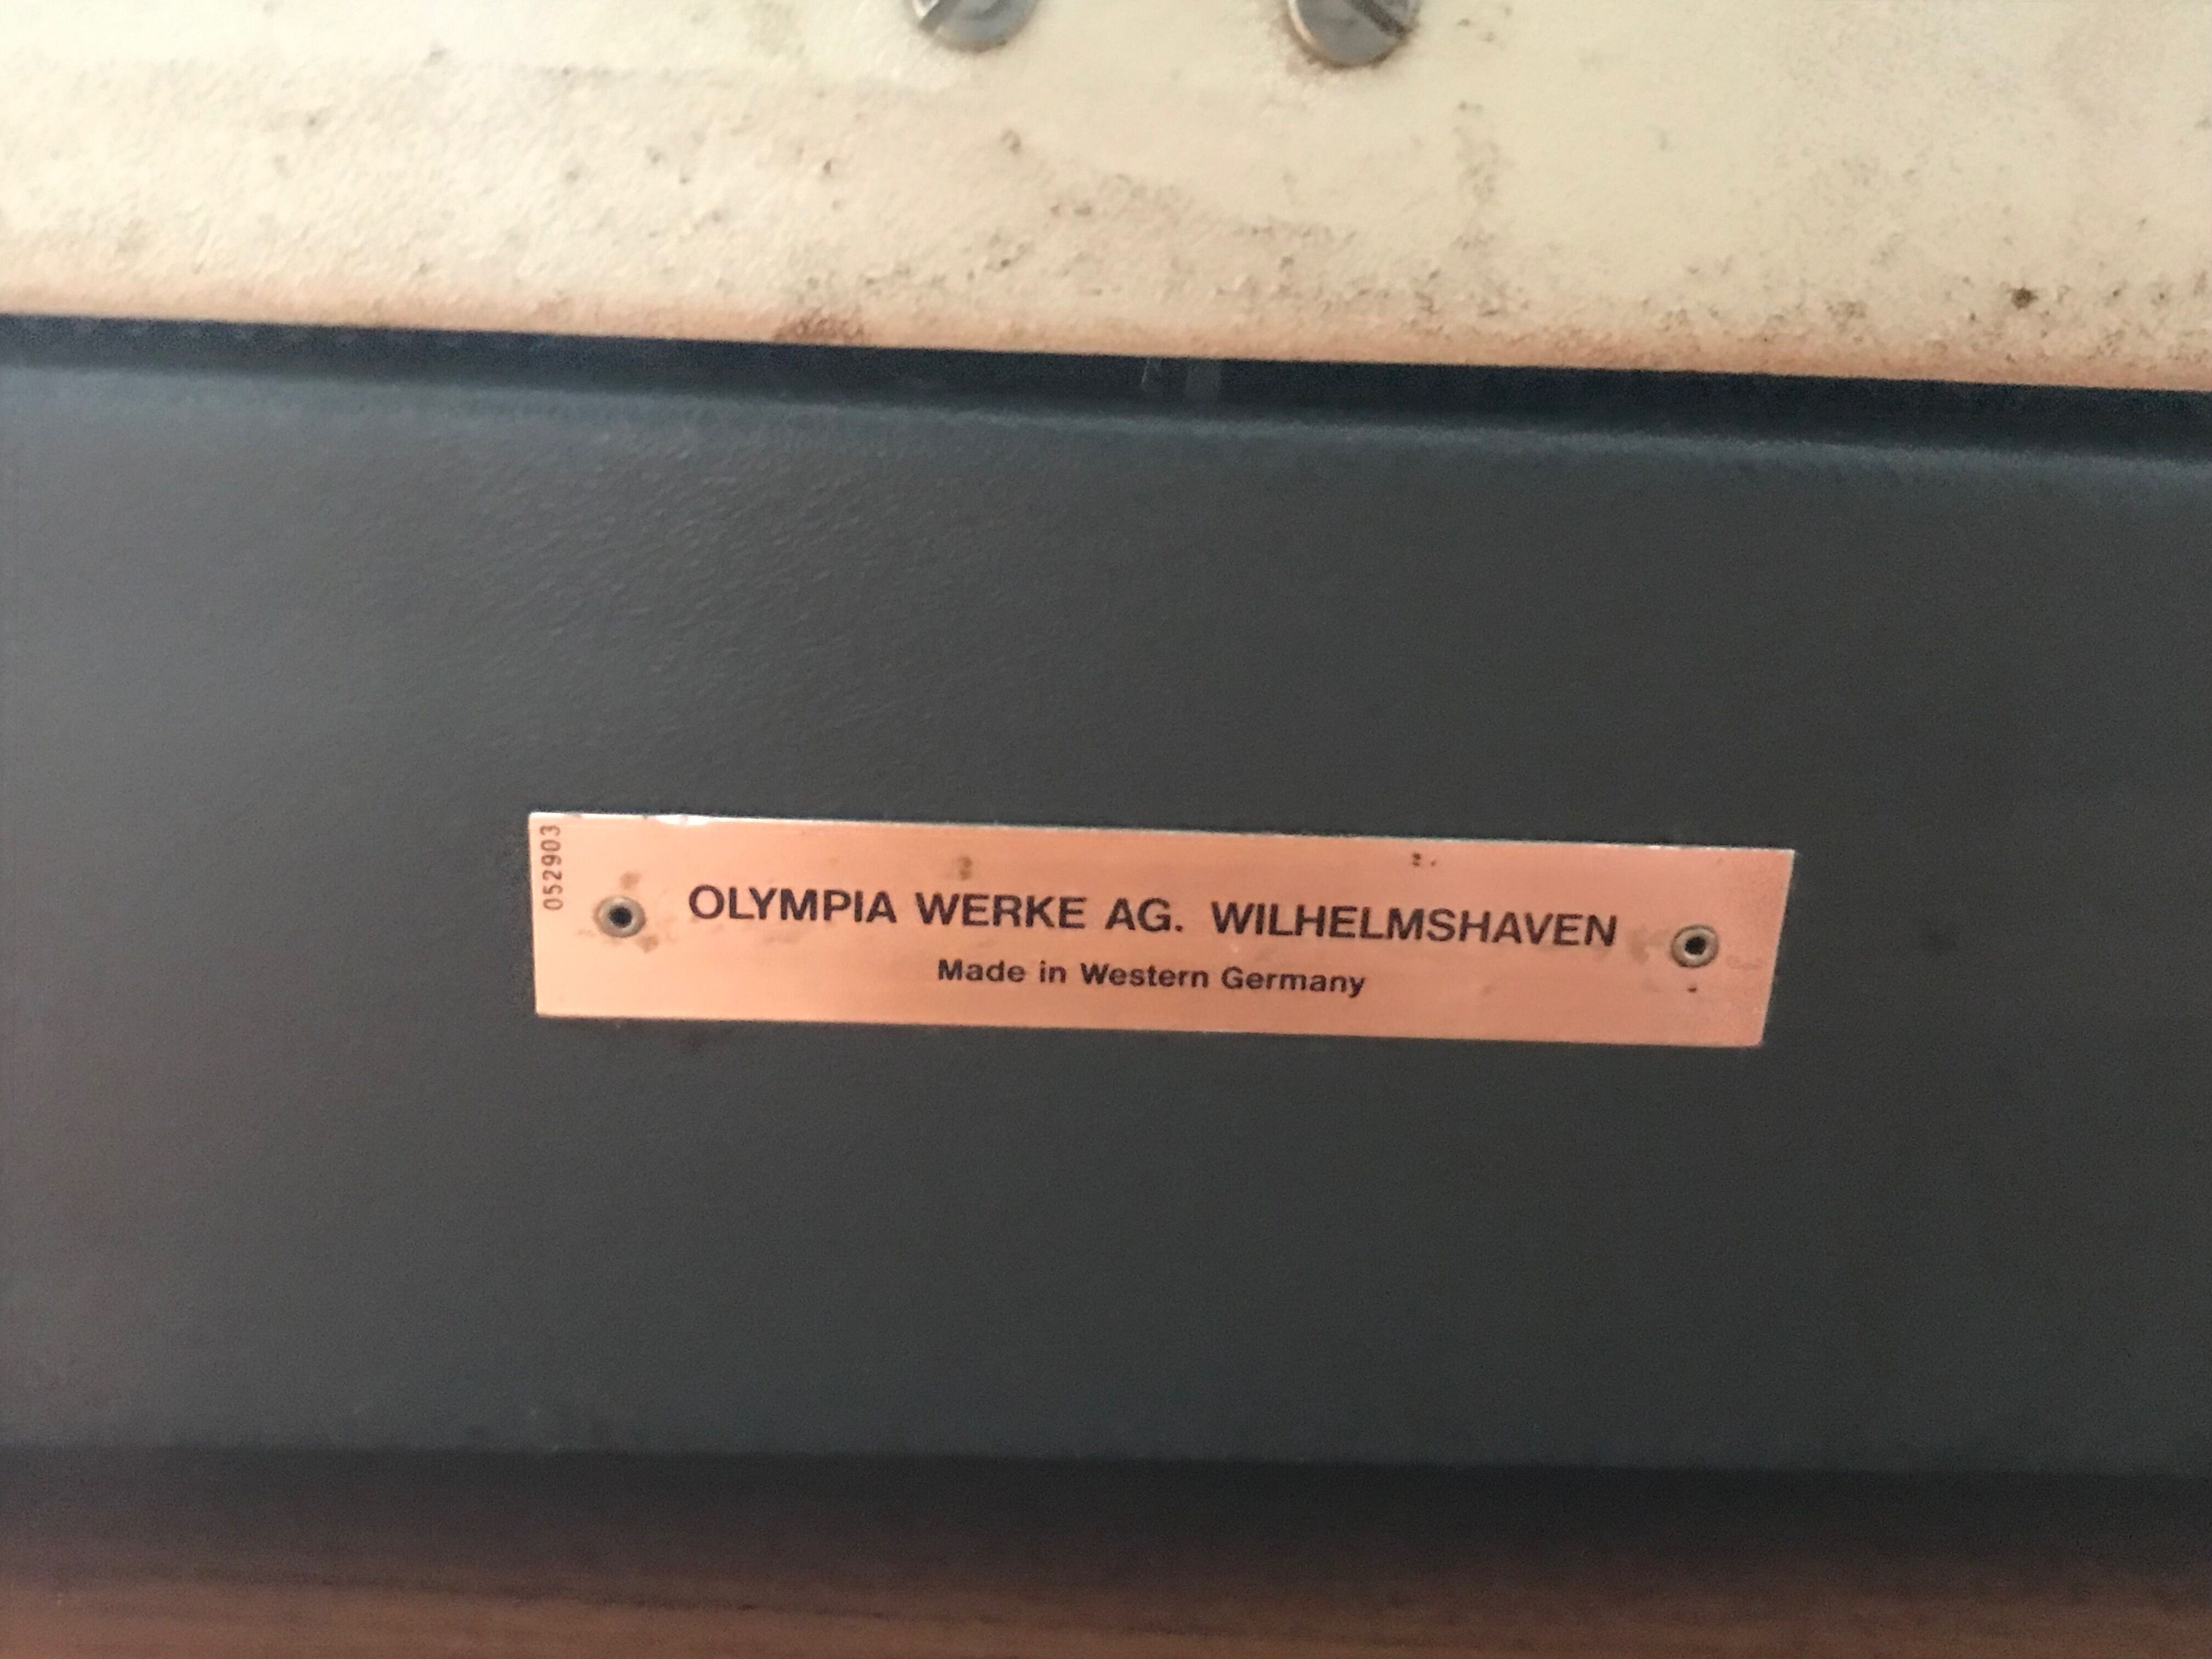 052903
OLYMPIA WERKE AG. WILHELMSHAVEN
Made in Western Germany